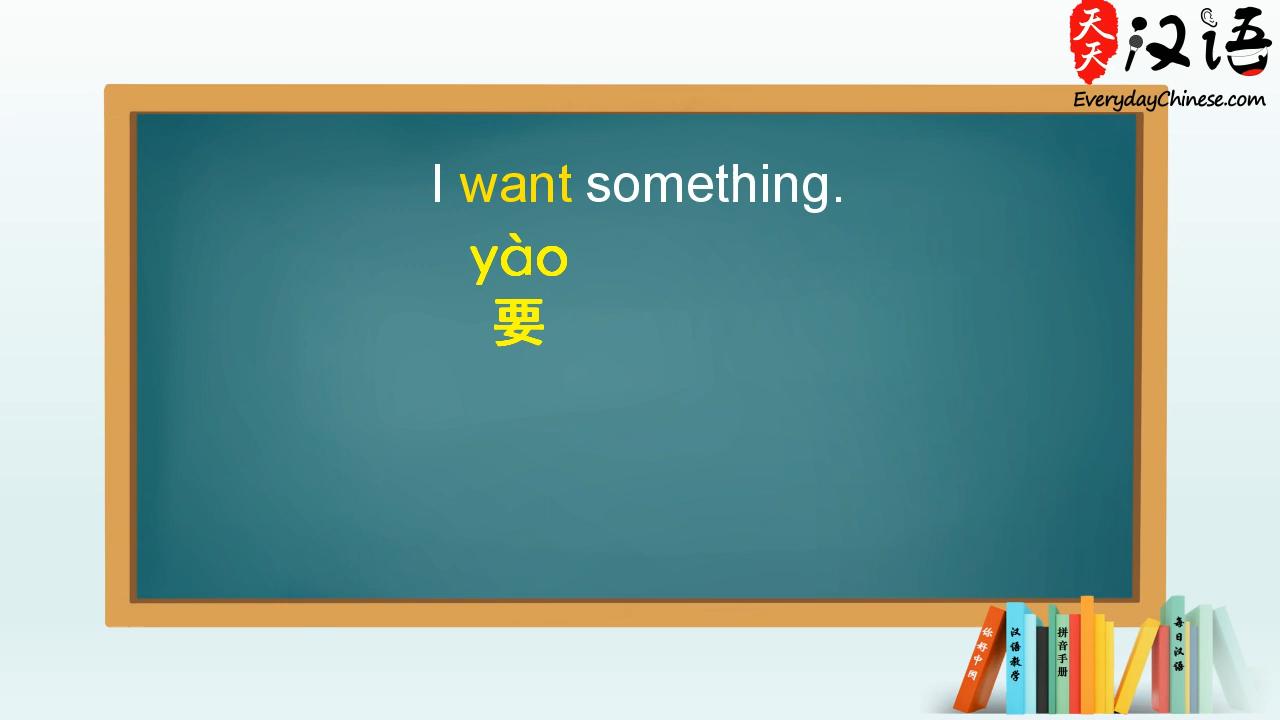 天天 汉语
EverydayChinese.com
I want something.
yào
要
你好中国
汉语教学
拼音手册
每日汉语